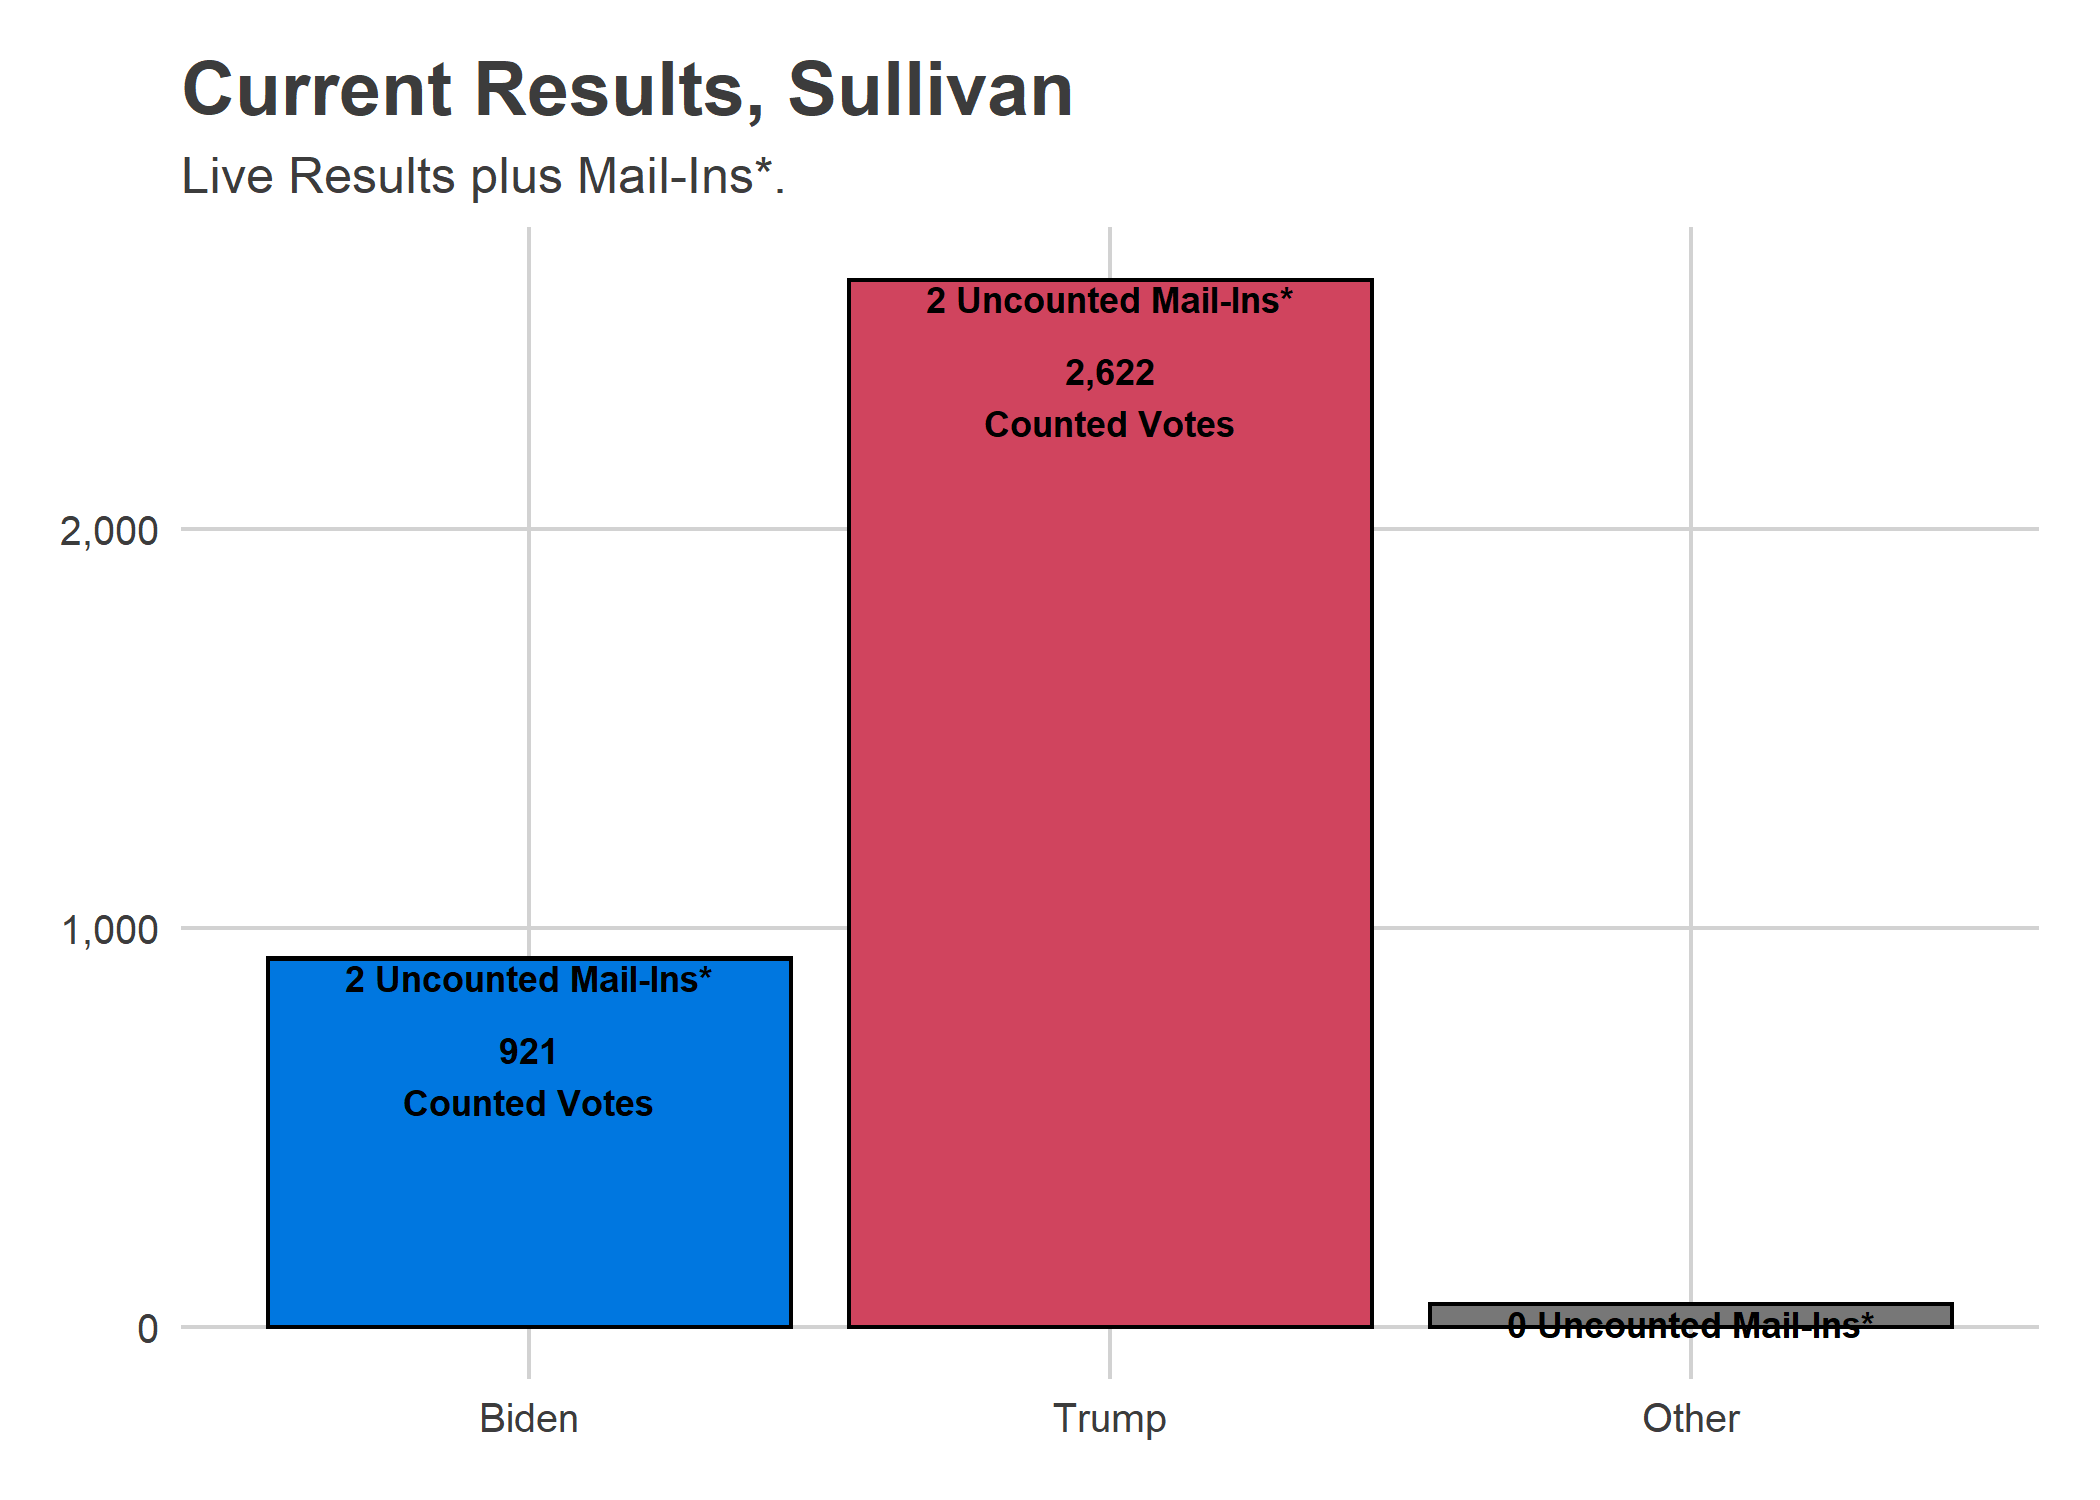 Current Results, Sullivan
Live Results plus Mail-Ins*.
2 Uncounted Mail-Ins*
2,622
Counted Votes
2,000
1,000
2 Uncounted Mail-Ins*
921
Counted Votes
0
0 Uncounted Mail-Ins*
Biden
Trump
Other